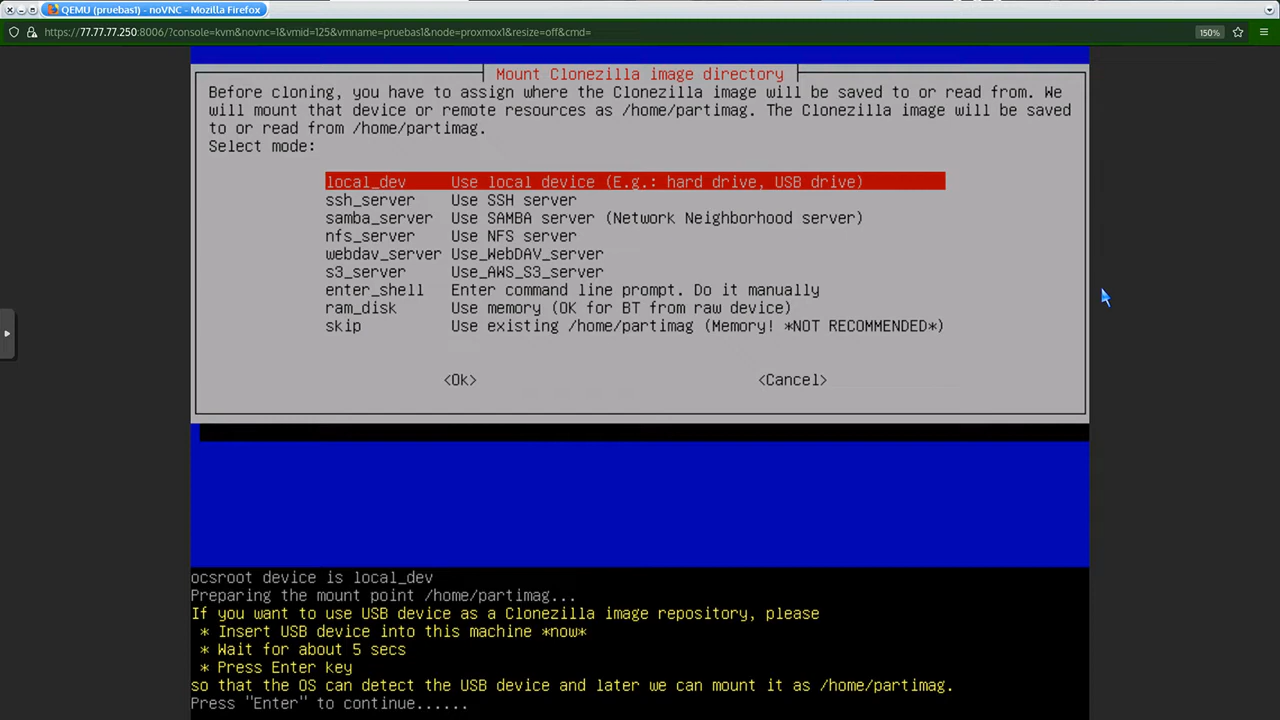 QEMU (pruebas1) - noVNC - Mozilla Firefox
https://77.77.77.250:8006/?console=kvm&novnc=1&vmid=125&vmname=pruebas1&node=proxmox1&resize=off&cmd=
150%
Mount Clonezilla image directory
Before cloning, you have to assign where the Clonezilla image will be saved to or read from. We
will mount that device or remote resources as /home/partimag. The Clonezilla image will be saved
to or read from /home/partimag.
Select mode:
local_dev Use local device (E.g.: hard drive, USB drive)
ssh_server Use SSH server
samba_server Use SAMBA server (Network Neighborhood server)
nfs_server Use NFS server
webdav_server Use_WebDAV_server
s3_server Use_AWS_S3_server
enter_shell Enter command line prompt. Do it manually
ram_disk Use memory (OK for BT from raw device)
skip Use existing /home/partimag (Memory! *NOT RECOMMENDED*)
<Ok> <Cancel>
ocsroot device is local_dev
Preparing the mount point /home/partimag...
If you want to use USB device as a Clonezilla image repository, please
* Insert USB device into this machine *now*
* Wait for about 5 secs
* Press Enter key
so that the OS can detect the USB device and later we can mount it as /home/partimag.
Press "Enter" to continue......